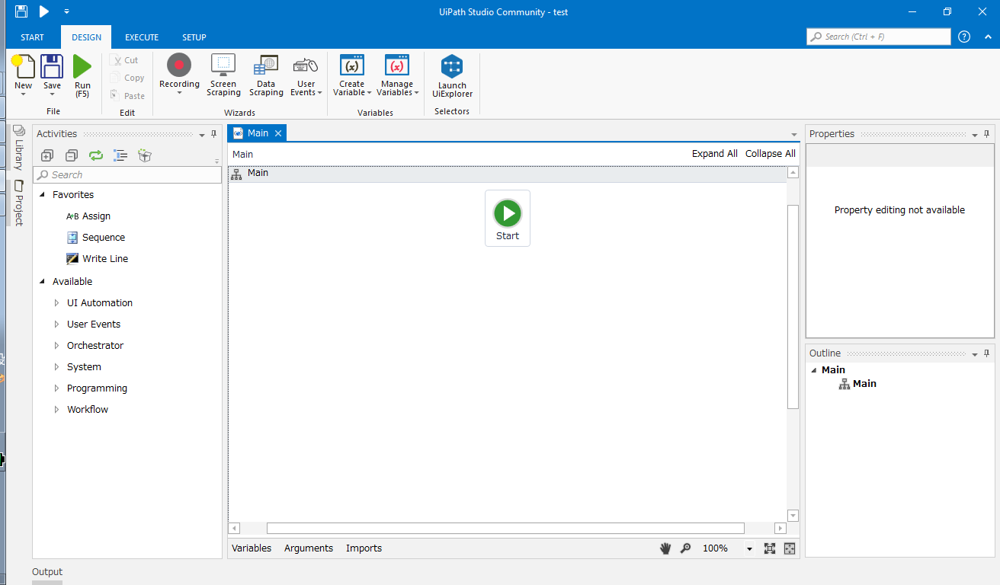 UiPath Studio Community - test
START DESIGN EXECUTE SETUP
Search (Ctrl + F)
New Save Run (F5)
File
Cut
Copy
Paste
Edit
Recording Screen Scraping Data Scraping User Events
Wizards
Create Variable Manage Variables
Variables
Launch UiExplorer
Selectors
Library
Project
Activities
Search
Favorites
A+B Assign
Sequence
Write Line
Available
UI Automation
User Events
Orchestrator
System
Programming
Workflow
Main
Main Expand All Collapse All
Main
Start
Variables Arguments Imports 100%
Properties
Property editing not available
Outline
Main
Main
Output